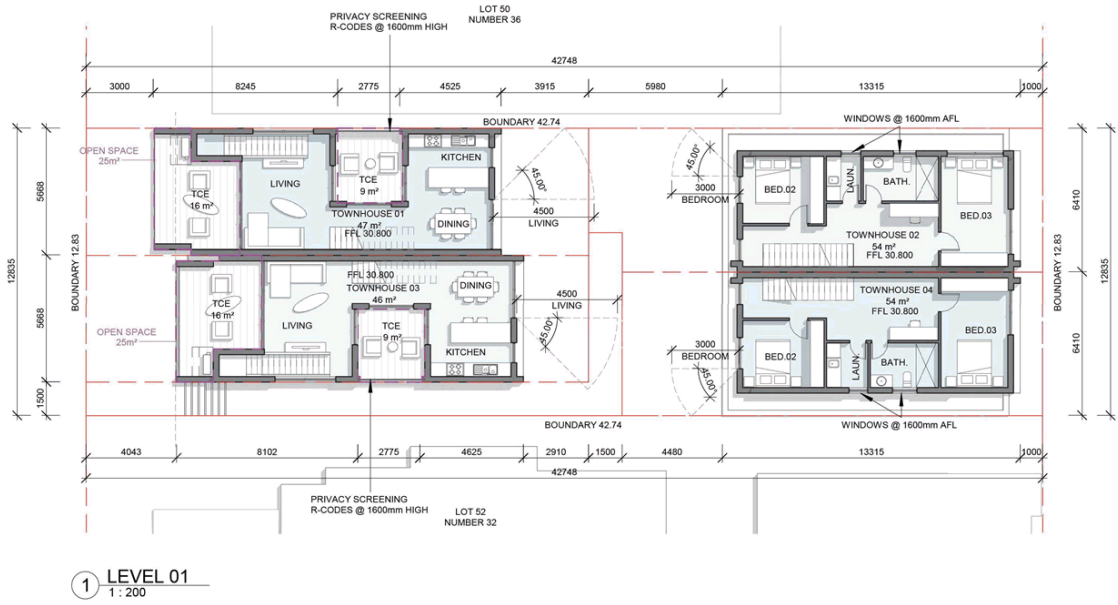 LOT 50
NUMBER 36
PRIVACY SCREENING
R-CODES @ 1600mm HIGH
42748
3000
8245
2775
4525
3915
5980
13315
1000
BOUNDARY 42.74
WINDOWS @ 1600mm AFL
OPEN SPACE
25m²
TCE
16 m²
LIVING
TCE
9 m²
KITCHEN
DINING
TOWNHOUSE 01
47 m²
FFL 30.800
45.00°
4500
LIVING
45.00°
3000
BEDROOM
BED.02
LAUN.
BATH.
BED.03
TOWNHOUSE 02
54 m²
FFL 30.800
12835
5668
5668
1500
BOUNDARY 12.83
BOUNDARY 12.83
6410
6410
12835
OPEN SPACE
25m²
TCE
16 m²
LIVING
FFL 30.800
TOWNHOUSE 03
46 m²
TCE
9 m²
DINING
KITCHEN
4500
LIVING
45.00°
3000
BEDROOM
45.00°
TOWNHOUSE 04
54 m²
FFL 30.800
BED.02
LAUN.
BATH.
BED.03
BOUNDARY 42.74
WINDOWS @ 1600mm AFL
4043
8102
2775
4625
2910
1500
4480
13315
1000
42748
PRIVACY SCREENING
R-CODES @ 1600mm HIGH
LOT 52
NUMBER 32
1
LEVEL 01
1 : 200